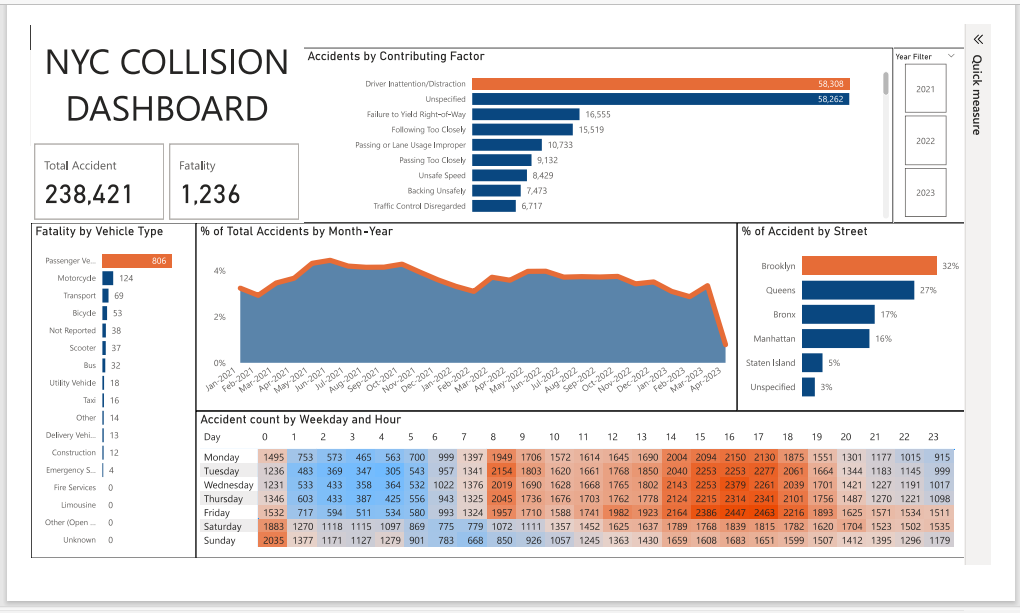 NYC COLLISION
DASHBOARD
Total Accident
238,421
Fatality
1,236
Accidents by Contributing Factor
Driver Inattention/Distraction 58,308
Unspecified 58,262
Failure to Yield Right-of-Way 16,555
Following Too Closely 15,519
Passing or Lane Usage Improper 10,733
Passing Too Closely 9,132
Unsafe Speed 8,429
Backing Unsafely 7,473
Traffic Control Disregarded 6,717
Year Filter
2021
2022
2023
Quick measure
Fatality by Vehicle Type
Passenger Ve... 806
Motorcycle 124
Transport 69
Bicycle 53
Not Reported 38
Scooter 37
Bus 32
Utility Vehicle 18
Taxi 16
Other 14
Delivery Vehi... 13
Construction 12
Emergency S... 4
Fire Services 0
Limousine 0
Other (Open ... 0
Unknown 0
% of Total Accidents by Month-Year
4%
2%
0%
Jan-2021 Feb-2021 Mar-2021 Apr-2021 May-2021 Jun-2021 Jul-2021 Aug-2021 Sep-2021 Oct-2021 Nov-2021 Dec-2021 Jan-2022 Feb-2022 Mar-2022 Apr-2022 May-2022 Jun-2022 Jul-2022 Aug-2022 Sep-2022 Oct-2022 Nov-2022 Dec-2022 Jan-2023 Feb-2023 Mar-2023 Apr-2023
% of Accident by Street
Brooklyn 32%
Queens 27%
Bronx 17%
Manhattan 16%
Staten Island 5%
Unspecified 3%
Accident count by Weekday and Hour
Day 0 1 2 3 4 5 6 7 8 9 10 11 12 13 14 15 16 17 18 19 20 21 22 23
Monday 1495 753 573 465 563 700 999 1397 1949 1706 1572 1614 1645 1690 2004 2094 2150 2130 1875 1551 1301 1177 1015 915
Tuesday 1236 483 369 347 305 543 957 1341 2154 1803 1620 1661 1768 1850 2040 2253 2253 2277 2061 1764 1384 1183 1145 999
Wednesday 1231 533 433 358 364 532 1022 1376 2019 1690 1628 1668 1765 1802 2143 2253 2379 2261 2039 1701 1421 1227 1191 1017
Thursday 1346 603 433 387 425 556 943 1325 2045 1736 1676 1703 1762 1778 2124 2215 2314 2341 2101 1756 1487 1270 1221 1098
Friday 1532 717 594 511 534 580 993 1324 1957 1710 1588 1741 1982 1923 2164 2386 2447 2463 2216 1893 1625 1571 1534 1511
Saturday 1883 1270 1118 1115 1097 869 775 779 1072 1111 1357 1452 1625 1637 1789 1768 1839 1815 1782 1620 1704 1523 1502 1535
Sunday 2035 1377 1171 1127 1279 901 783 668 850 926 1057 1245 1363 1430 1659 1608 1683 1651 1599 1507 1412 1395 1296 1179